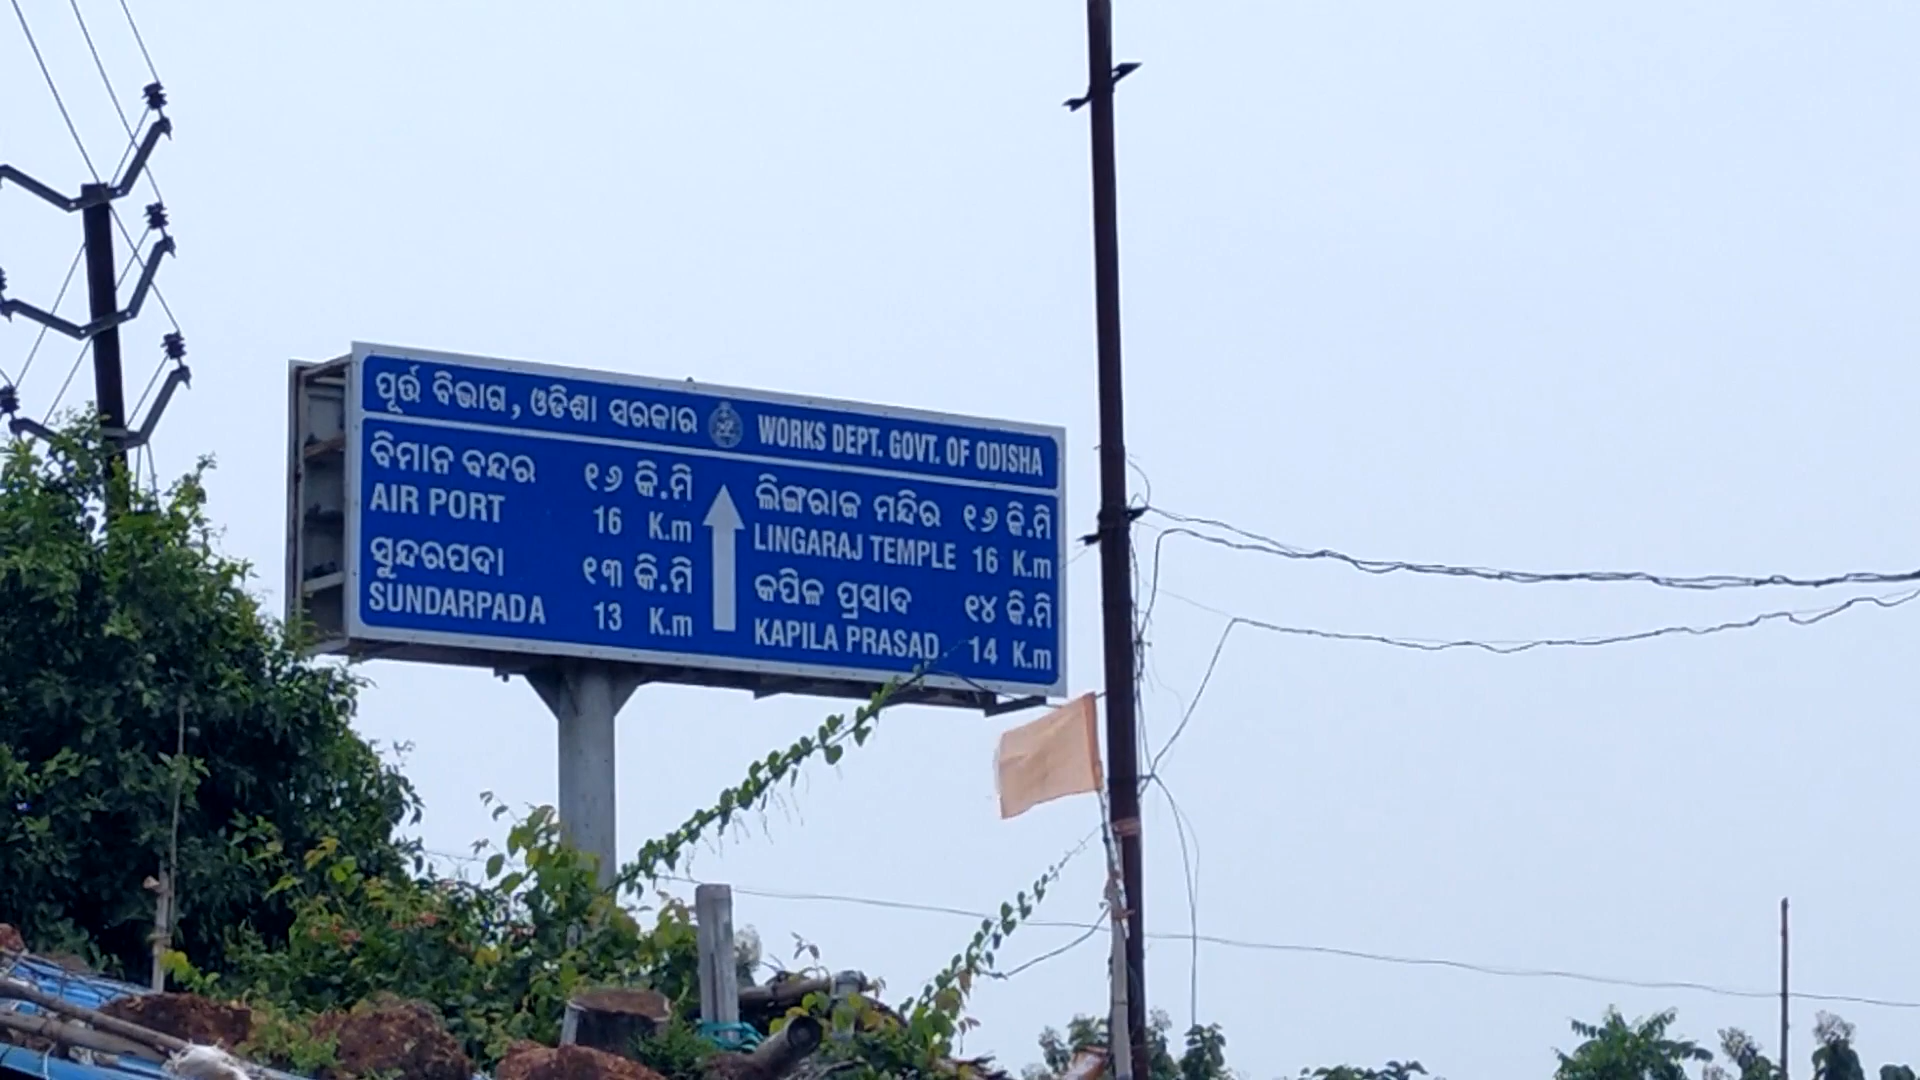 ପୂର୍ତ୍ତ ବିଭାଗ, ଓଡିଶା ସରକାର WORKS DEPT. GOVT. OF ODISHA
ବିମାନ ବନ୍ଦର ୧୬ କି.ମି
AIR PORT 16 K.m
ସୁନ୍ଦରପଦା ୧୩ କି.ମି
SUNDARPADA 13 K.m
ଲିଙ୍ଗରାଜ ମନ୍ଦିର ୧୬ କି.ମି
LINGARAJ TEMPLE 16 K.m
କପିଳ ପ୍ରସାଦ ୧୪ କି.ମି
KAPILA PRASAD. 14 K.m